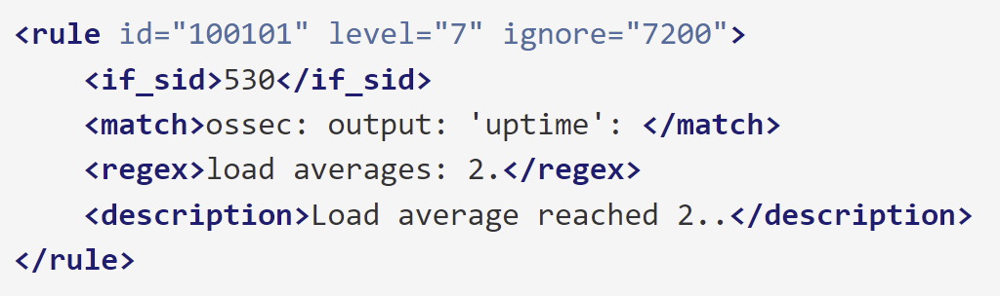 <rule id="100101" level="7" ignore="7200">
    <if_sid>530</if_sid>
    <match>ossec: output: 'uptime': </match>
    <regex>load averages: 2.</regex>
    <description>Load average reached 2..</description>
</rule>